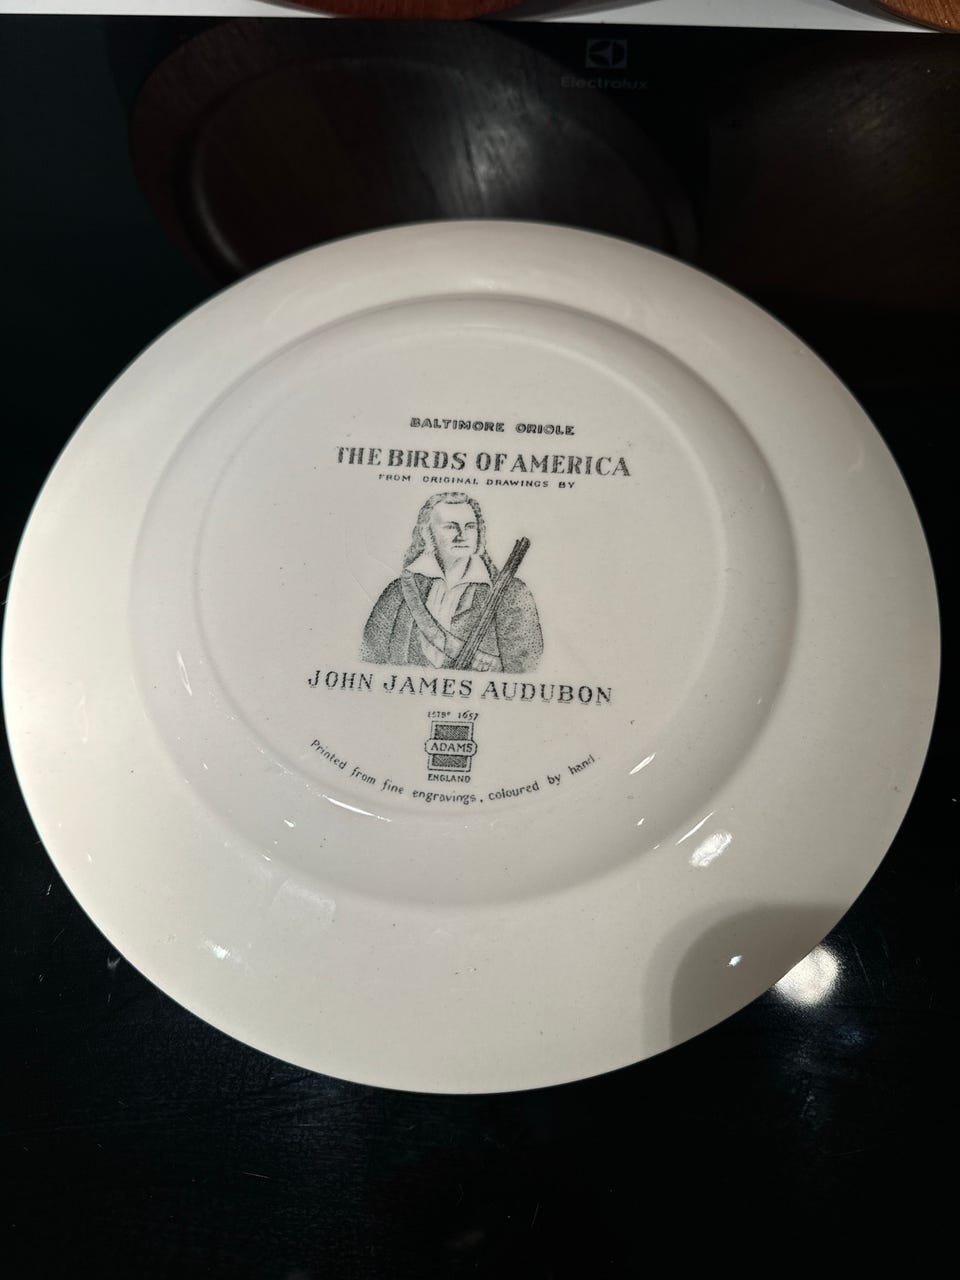 Electrolux
BALTIMORE ORIOLE
THE BIRDS OF AMERICA
FROM ORIGINAL DRAWINGS BY
JOHN JAMES AUDUBON
ESTBD 1657
ADAMS
ENGLAND
Printed from fine engravings, coloured by hand.